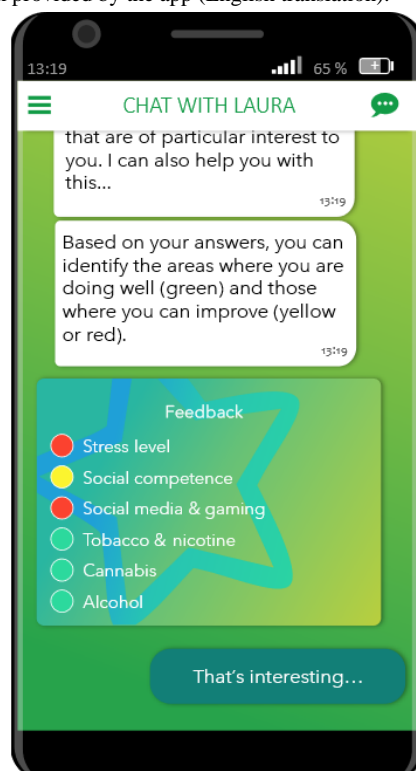 provided by the app (English translation).
13:19
65 %
CHAT WITH LAURA
that are of particular interest to
you. I can also help you with
this...
13:19
Based on your answers, you can
identify the areas where you are
doing well (green) and those
where you can improve (yellow
or red).
13:19
Feedback
Stress level
Social competence
Social media & gaming
Tobacco & nicotine
Cannabis
Alcohol
That's interesting...